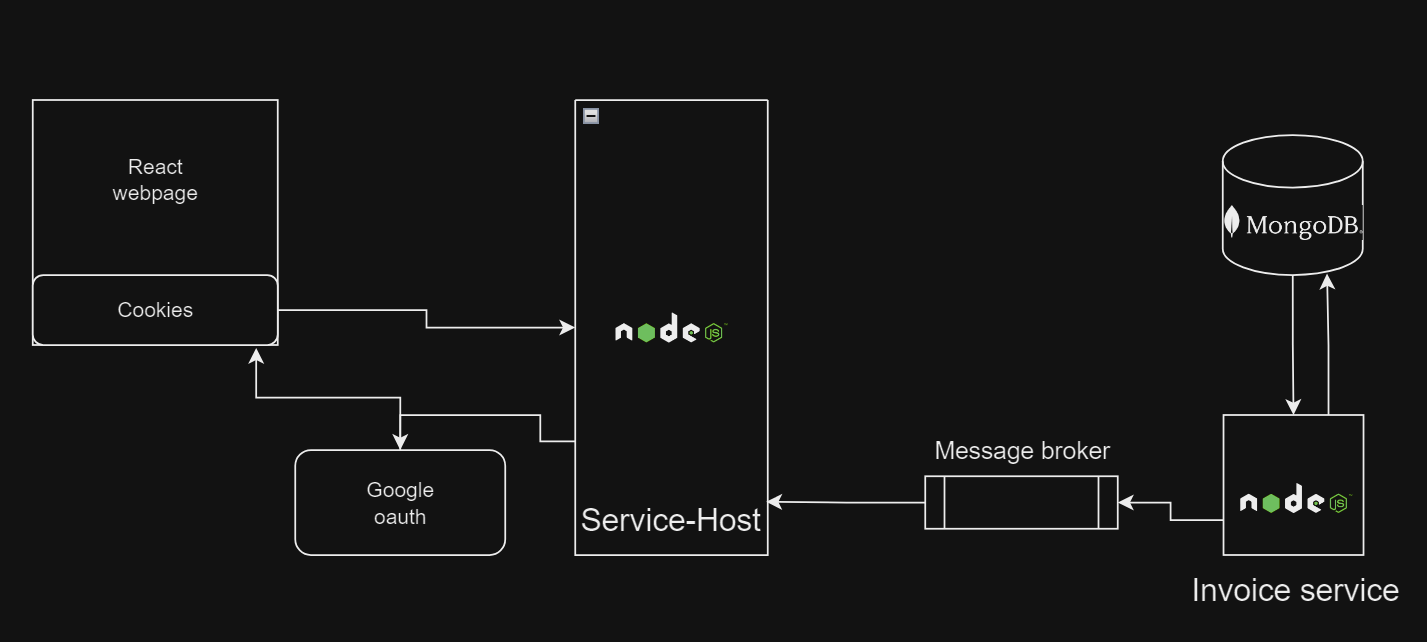 React
webpage
Cookies
Google
oauth
node
JS
Service-Host
Message broker
MongoDB
node
JS
Invoice service